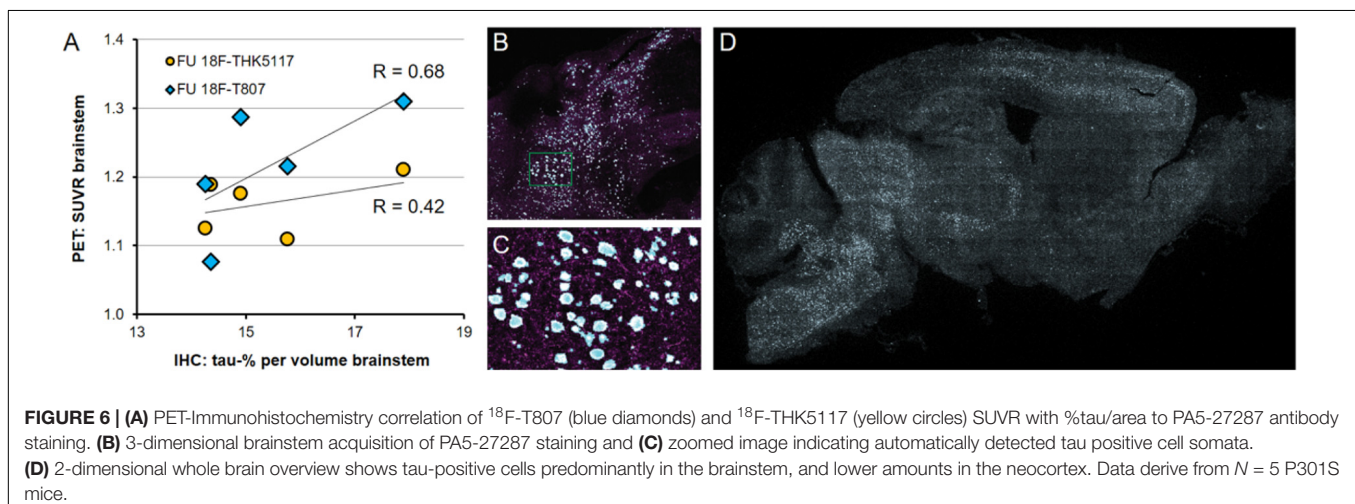 A
B
D
1.4
FU 18F-THK5117
FU 18F-T807
R = 0.68
1.3
PET: SUVR brainstem
1.2
R = 0.42
C
1.1
1.0
13 15 17 19
IHC: tau-% per volume brainstem
FIGURE 6 | (A) PET-Immunohistochemistry correlation of ¹⁸F-T807 (blue diamonds) and ¹⁸F-THK5117 (yellow circles) SUVR with %tau/area to PA5-27287 antibody
staining. (B) 3-dimensional brainstem acquisition of PA5-27287 staining and (C) zoomed image indicating automatically detected tau positive cell somata.
(D) 2-dimensional whole brain overview shows tau-positive cells predominantly in the brainstem, and lower amounts in the neocortex. Data derive from N = 5 P301S
mice.